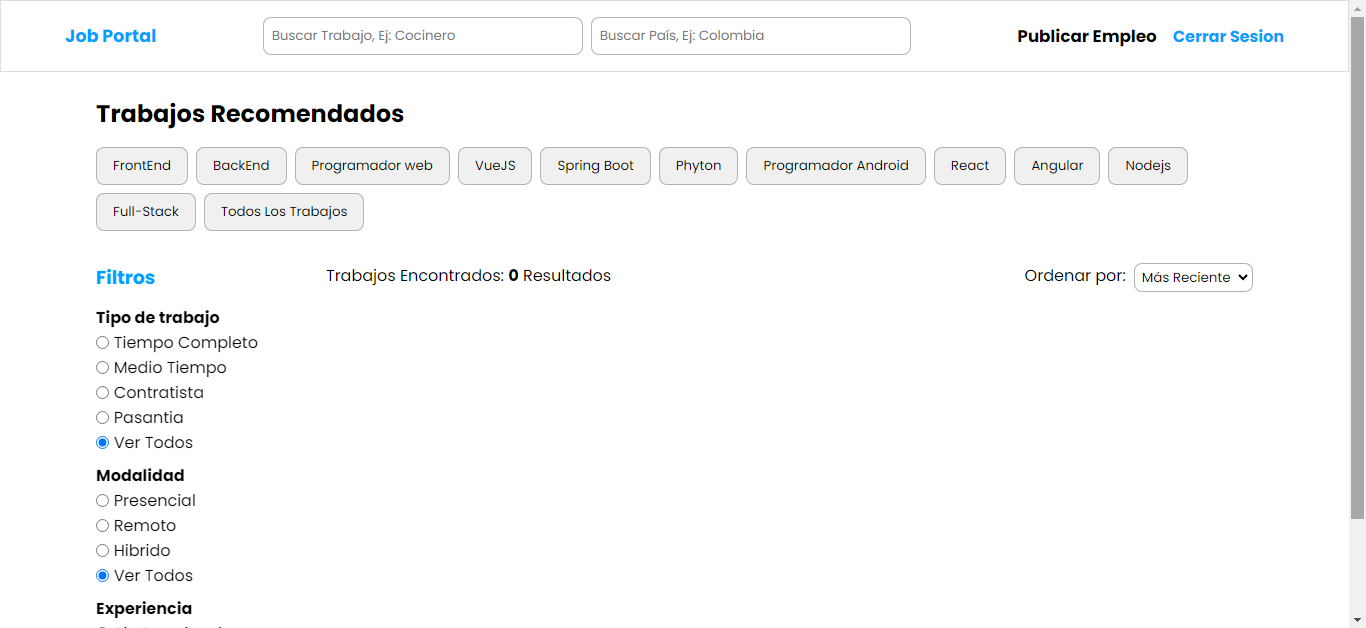 Job Portal
Buscar Trabajo, Ej: Cocinero
Buscar País, Ej: Colombia
Publicar Empleo
Cerrar Sesion
Trabajos Recomendados
FrontEnd
BackEnd
Programador web
VueJS
Spring Boot
Phyton
Programador Android
React
Angular
Nodejs
Full-Stack
Todos Los Trabajos
Filtros
Trabajos Encontrados: 0 Resultados
Ordenar por:
Más Reciente
Tipo de trabajo
Tiempo Completo
Medio Tiempo
Contratista
Pasantia
Ver Todos
Modalidad
Presencial
Remoto
Hibrido
Ver Todos
Experiencia